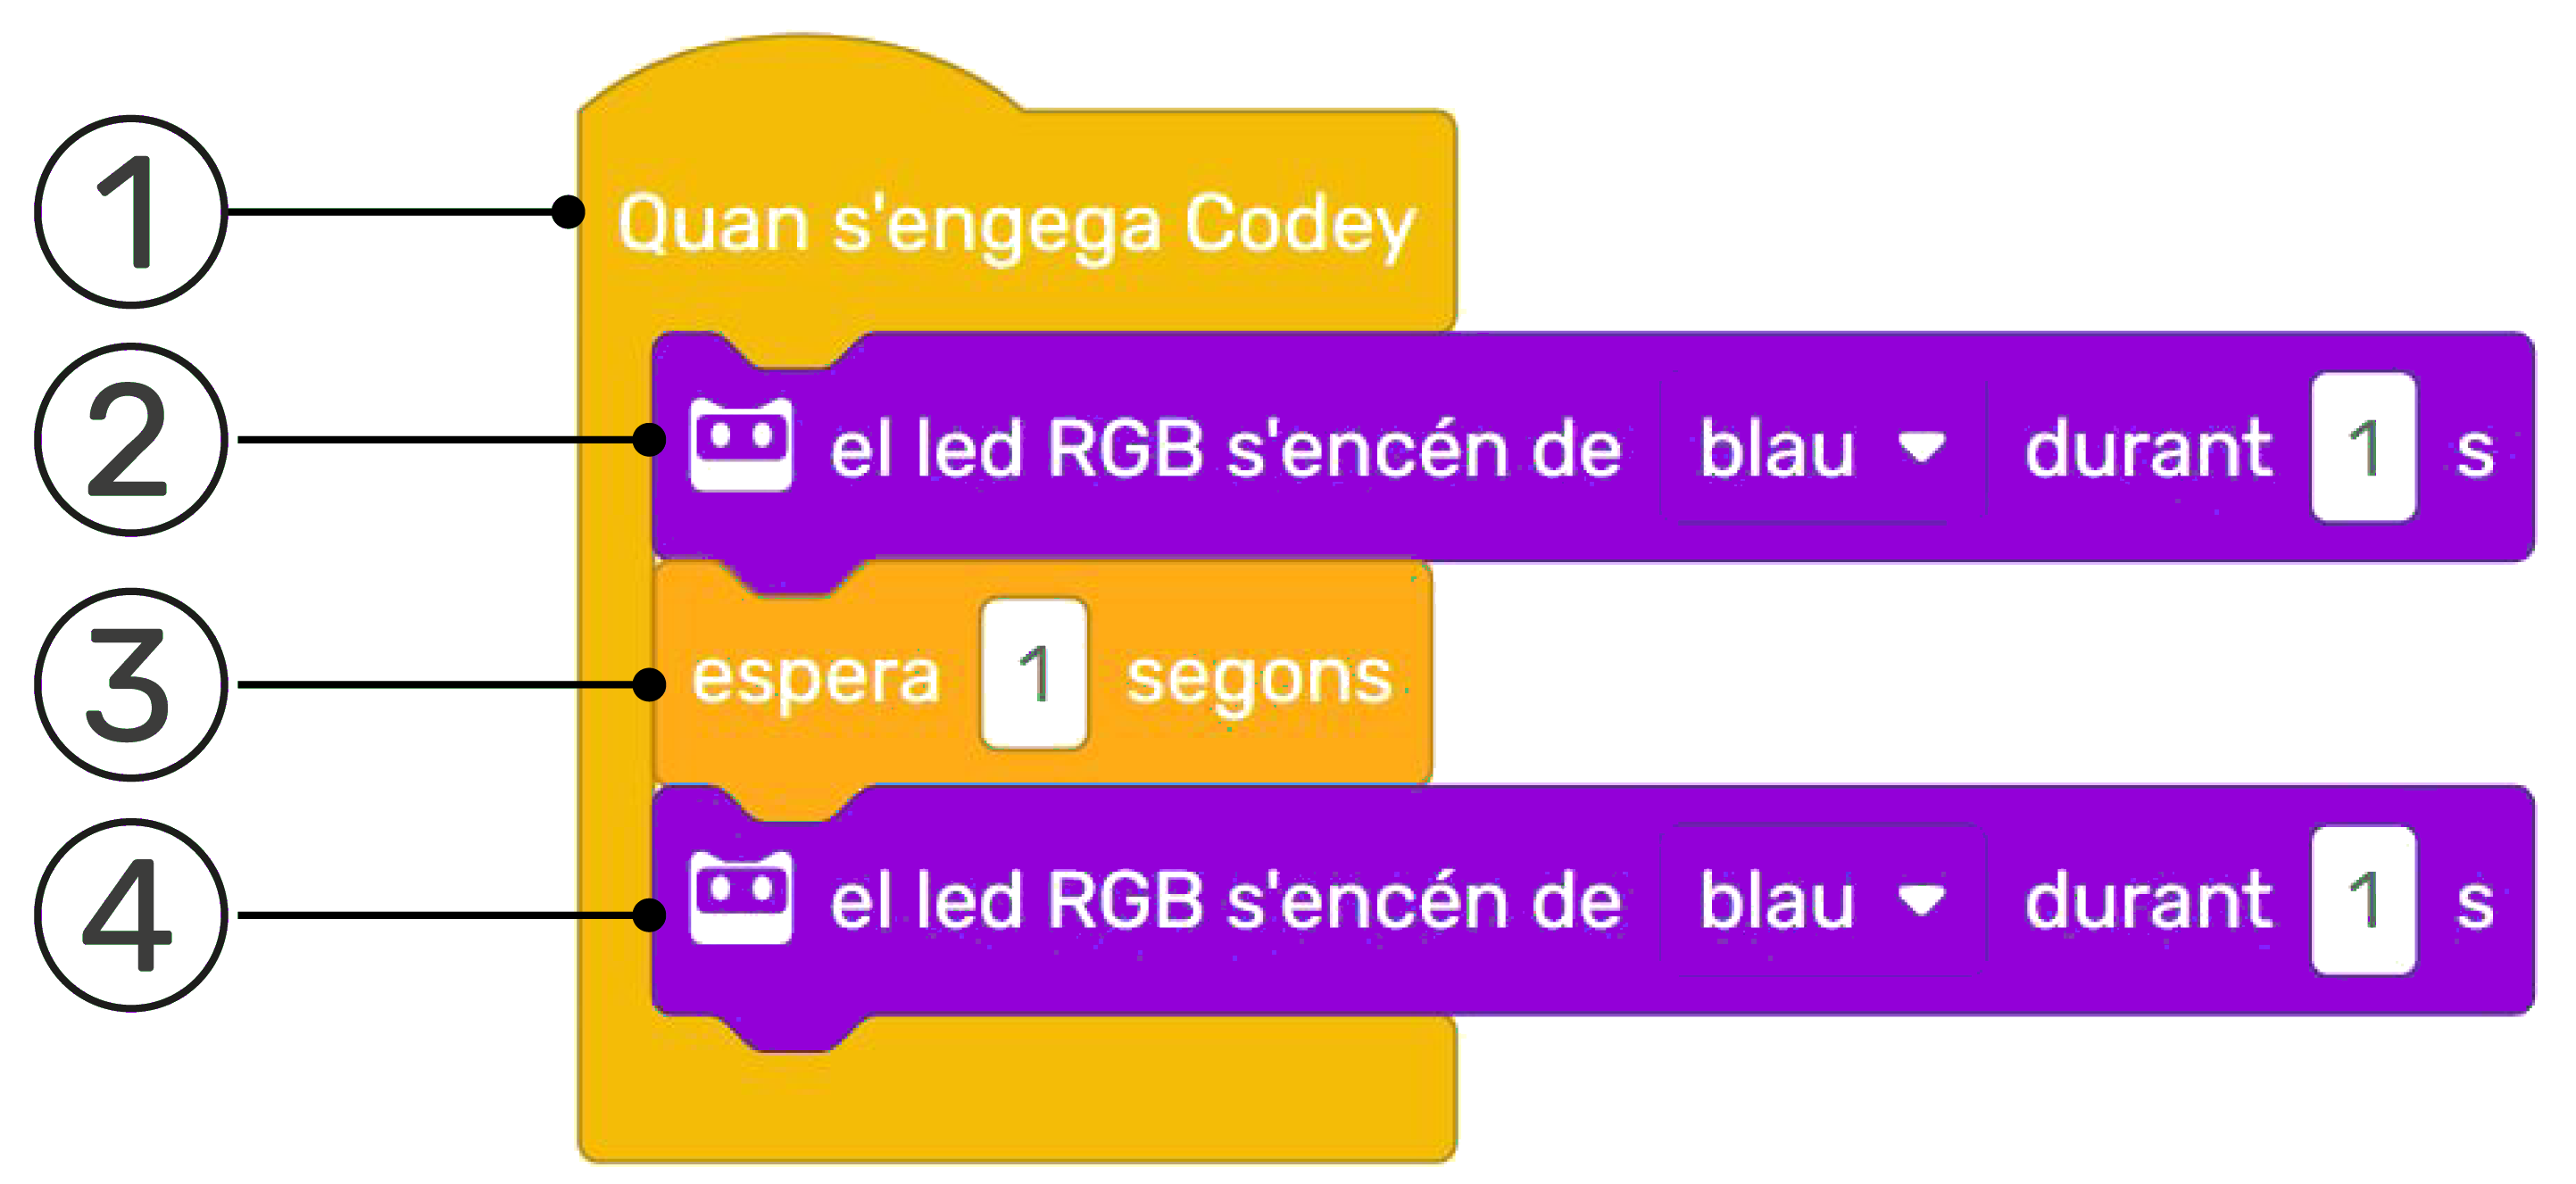 1 Quan s'engega Codey
2 el led RGB s'encén de blau durant 1 s
3 espera 1 segons
4 el led RGB s'encén de blau durant 1 s